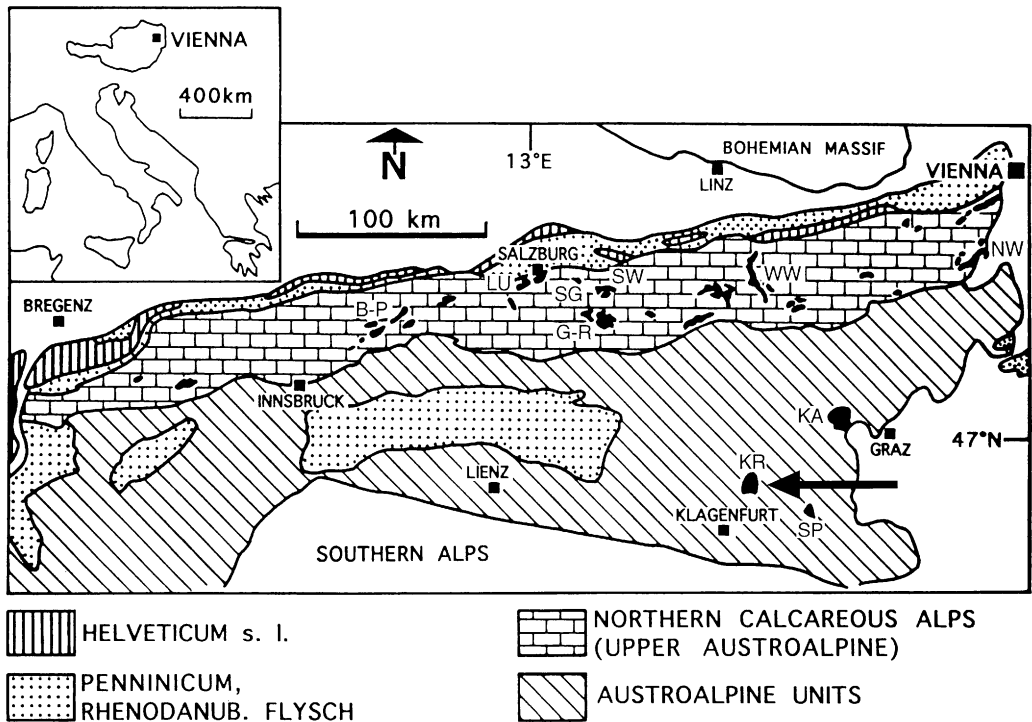 VIENNA
400km
N
13°E
BOHEMIAN MASSIF
LINZ
VIENNA
100 km
SALZBURG
NW
LU
SW
WW
SG
BREGENZ
B-P
G-R
INNSBRUCK
KA
GRAZ
47°N
KR
LIENZ
KLAGENFURT
SP
SOUTHERN ALPS
HELVETICUM s. l.
PENNINICUM,
RHENODANUB. FLYSCH
NORTHERN CALCAREOUS ALPS
(UPPER AUSTROALPINE)
AUSTROALPINE UNITS